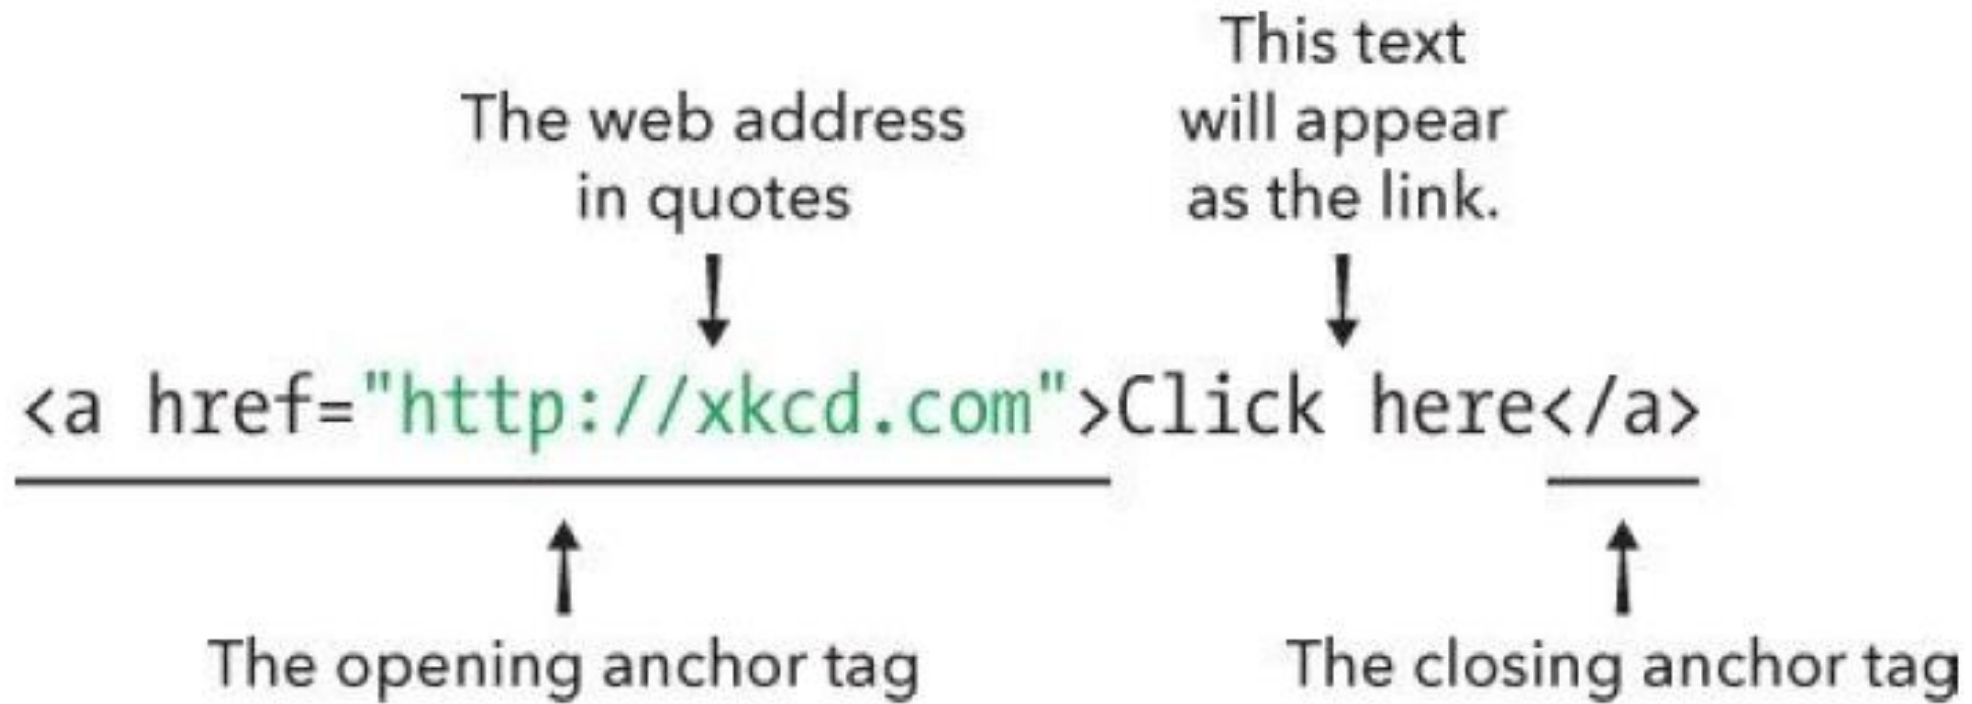 This text
will appear
as the link.
The web address
in quotes
<a href="http://xkcd.com">Click here</a>
The opening anchor tag
The closing anchor tag